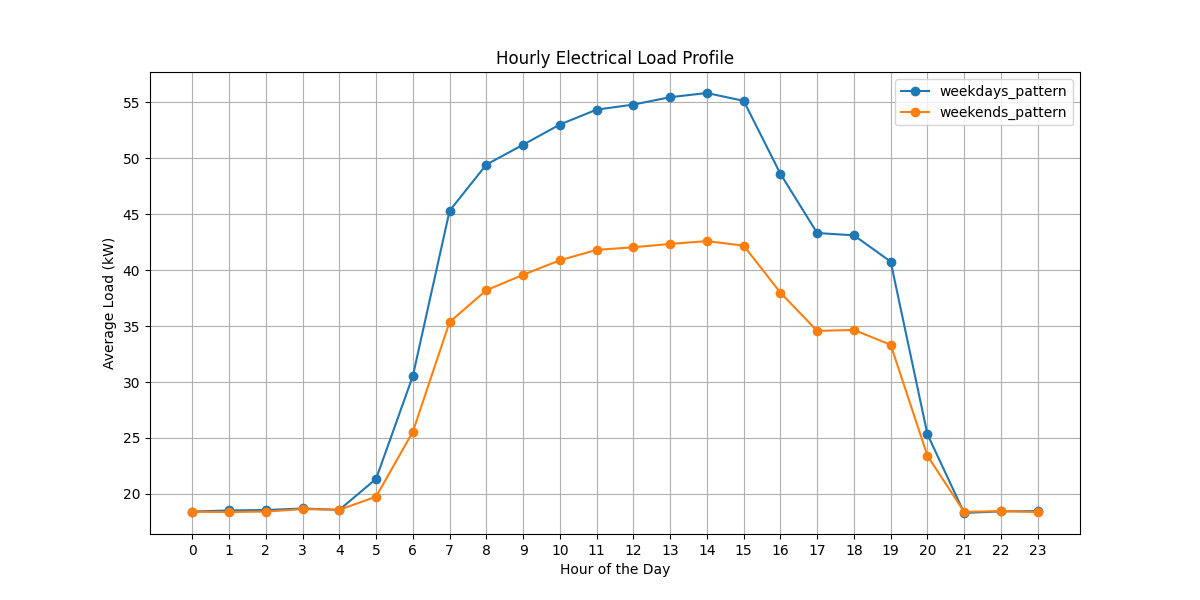 Hourly Electrical Load Profile
weekdays_pattern
weekends_pattern
Average Load (kW)
55
50
45
40
35
30
25
20
0 1 2 3 4 5 6 7 8 9 10 11 12 13 14 15 16 17 18 19 20 21 22 23
Hour of the Day